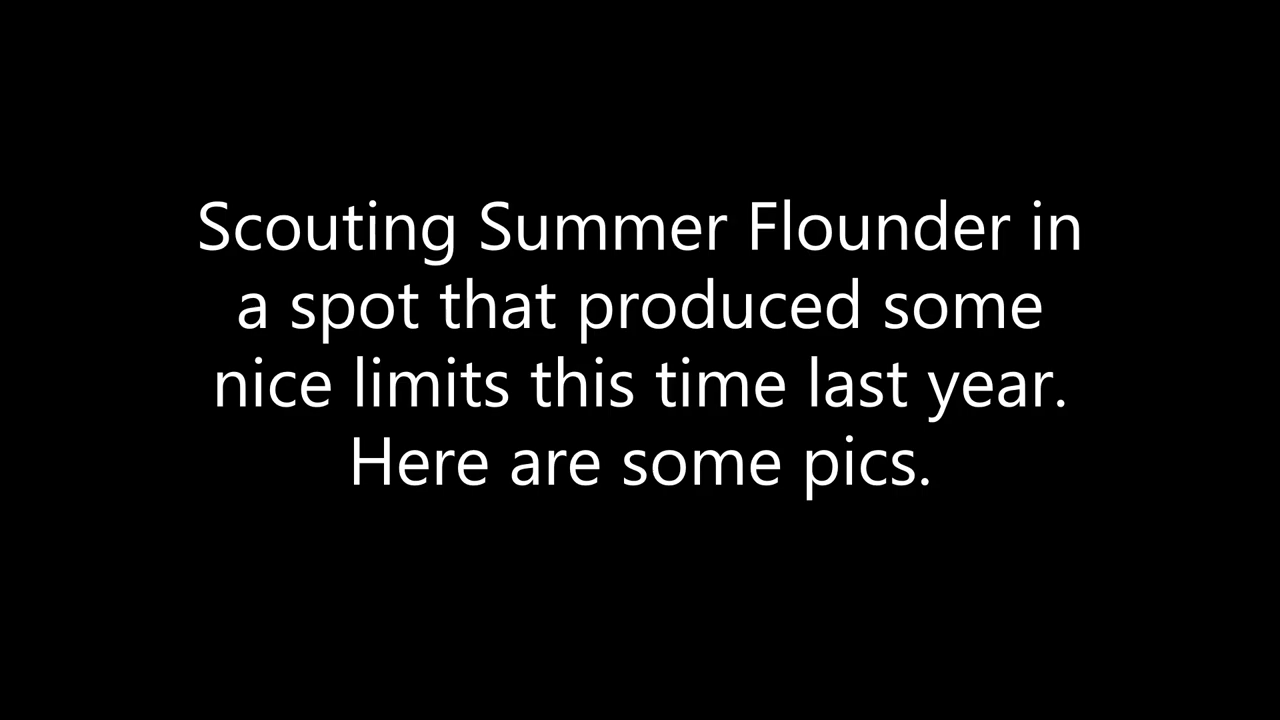 Scouting Summer Flounder in
a spot that produced some
nice limits this time last year.
Here are some pics.